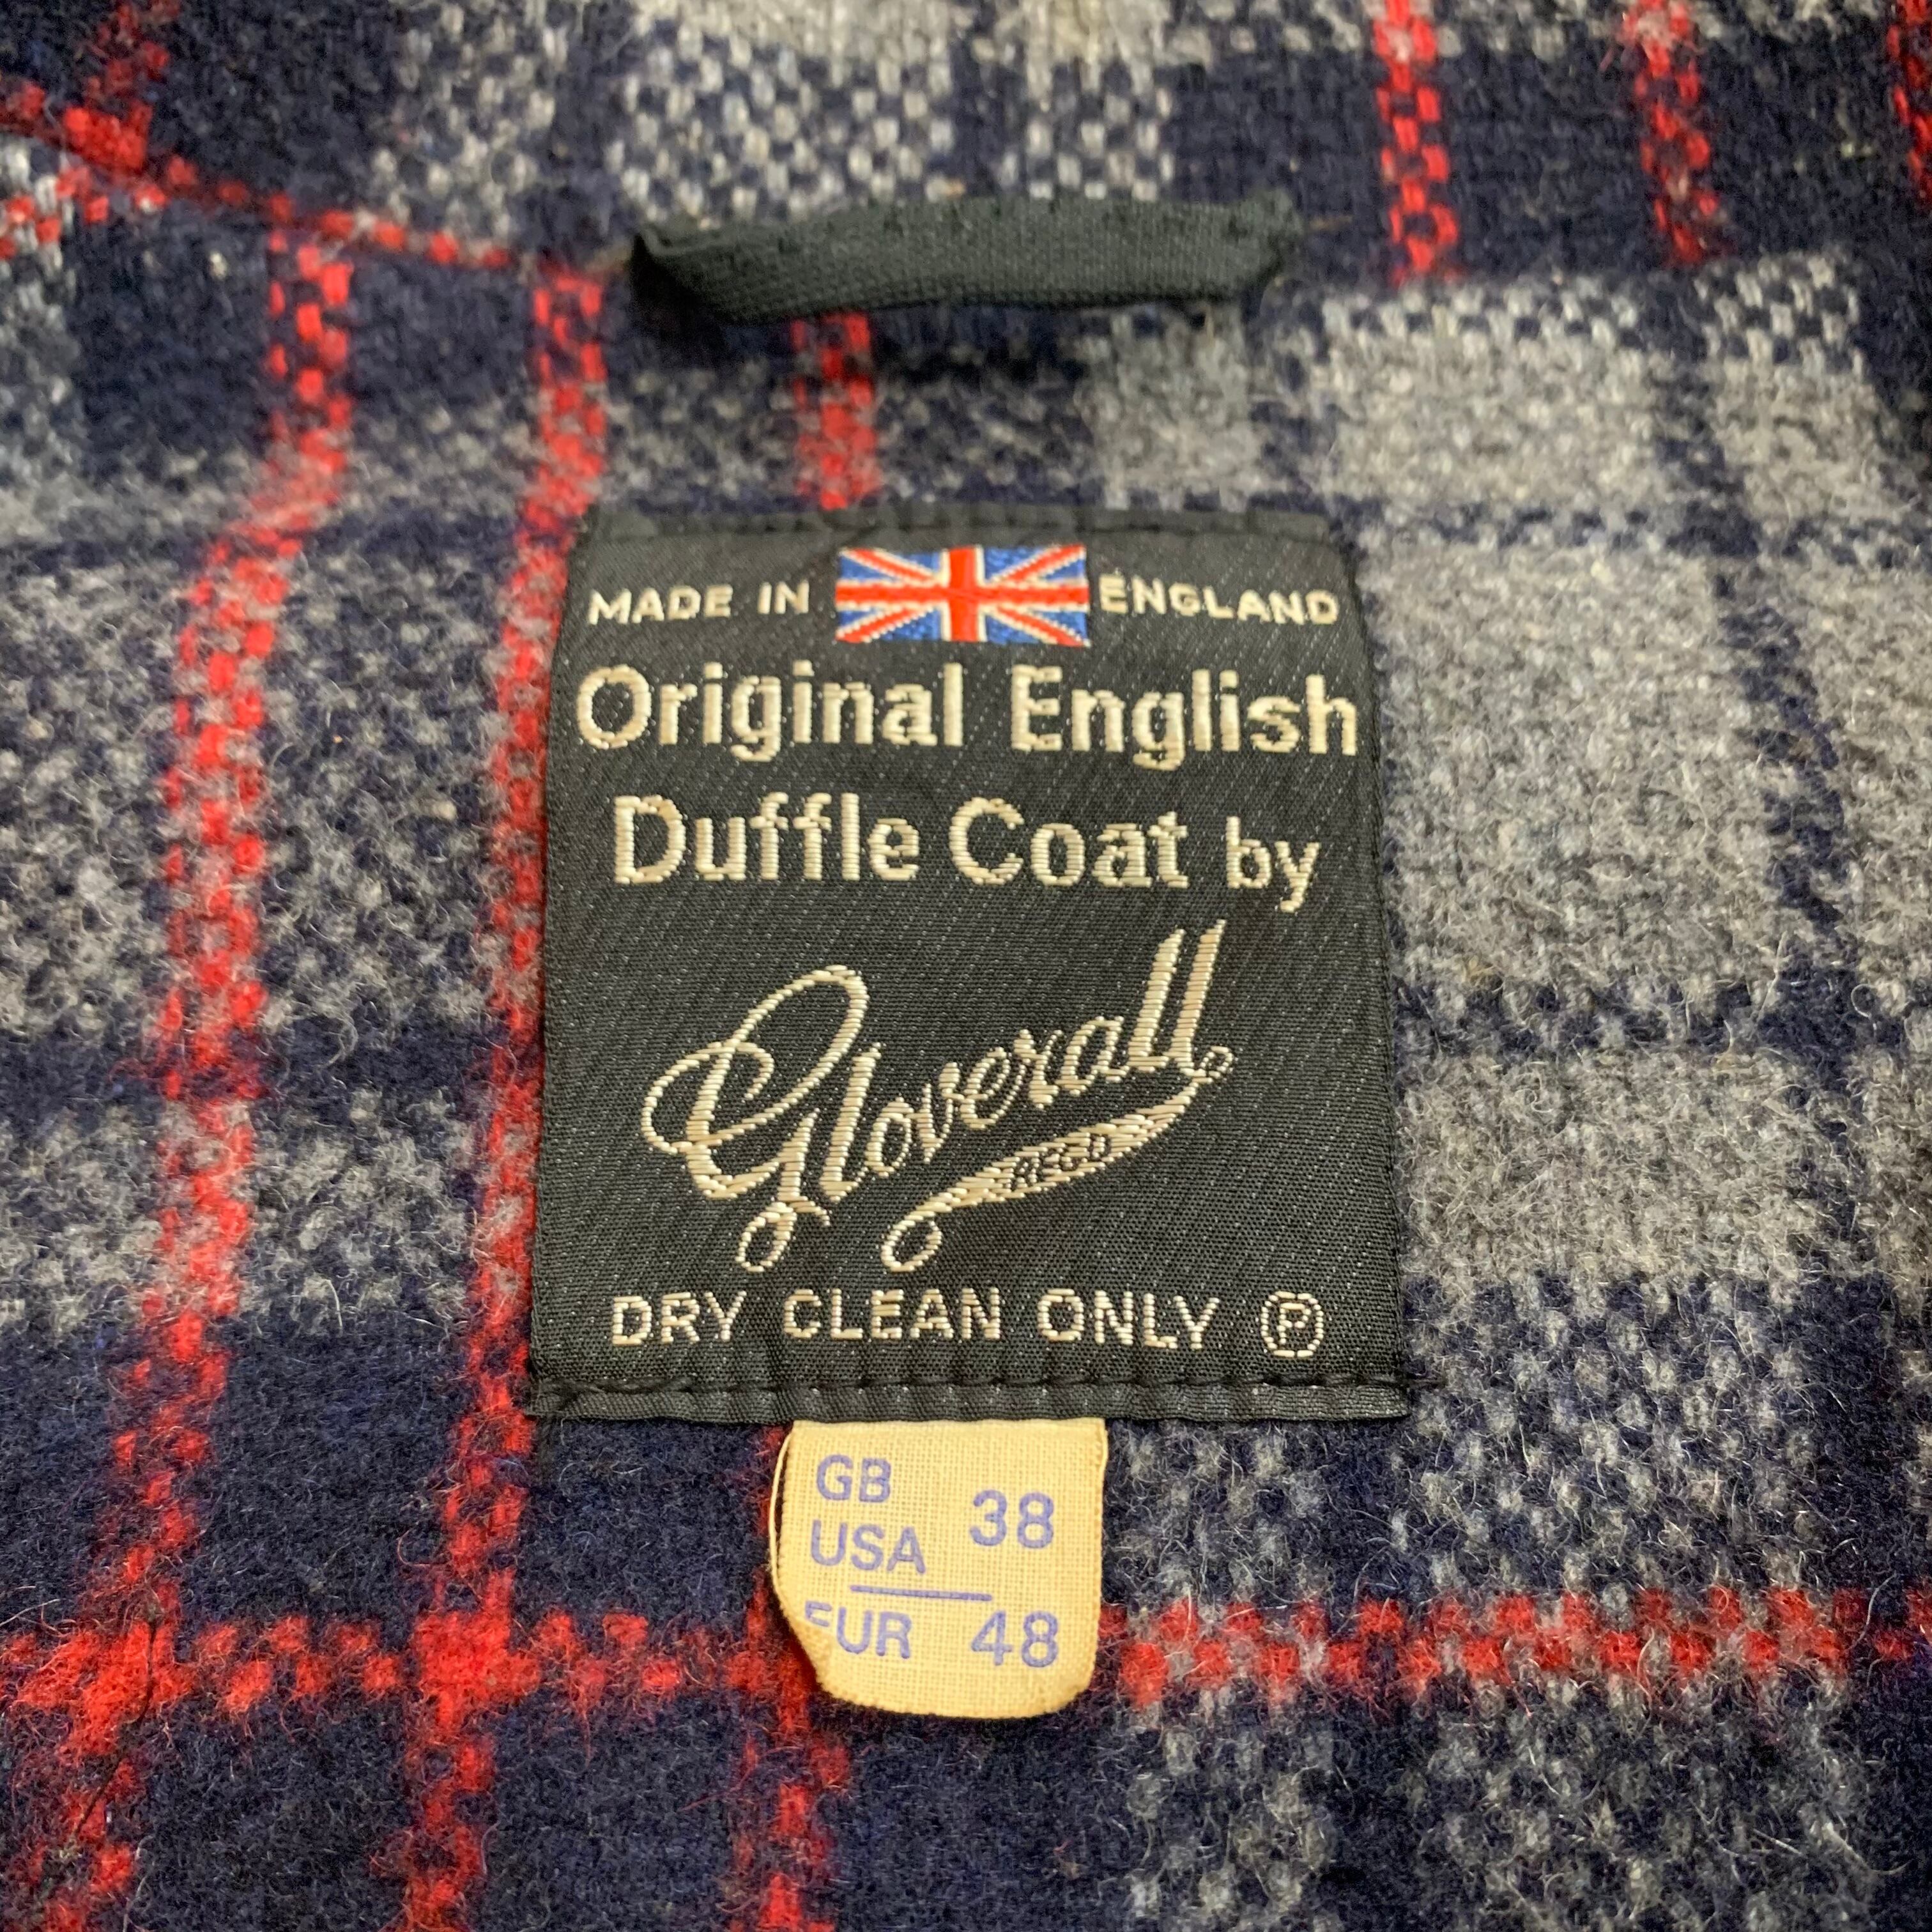 MADE IN ENGLAND
Original English
Duffle Coat by
Gloverall ®
REGD
DRY CLEAN ONLY Ⓟ
GB
USA 38
EUR 48